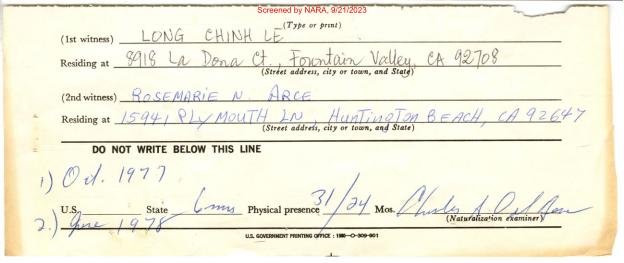 Screened by NARA, 9/21/2023
(Type or print)
(1st witness) LONG CHINH LE
Residing at 8918 La Dona Ct., Fountain Valley, CA 92708
(Street address, city or town, and State)
(2nd witness) ROSEMARIE N. ARCE
Residing at 15941 PLYMOUTH LN, HUNTINGTON BEACH, CA 92647
(Street address, city or town, and State)
DO NOT WRITE BELOW THIS LINE
1) Oct. 1977
U.S. State 6 mos Physical presence 31/24 Mos. Charles A
(Naturalization examiner)
2.) June 1978
U.S. GOVERNMENT PRINTING OFFICE : 1980-O-309-901